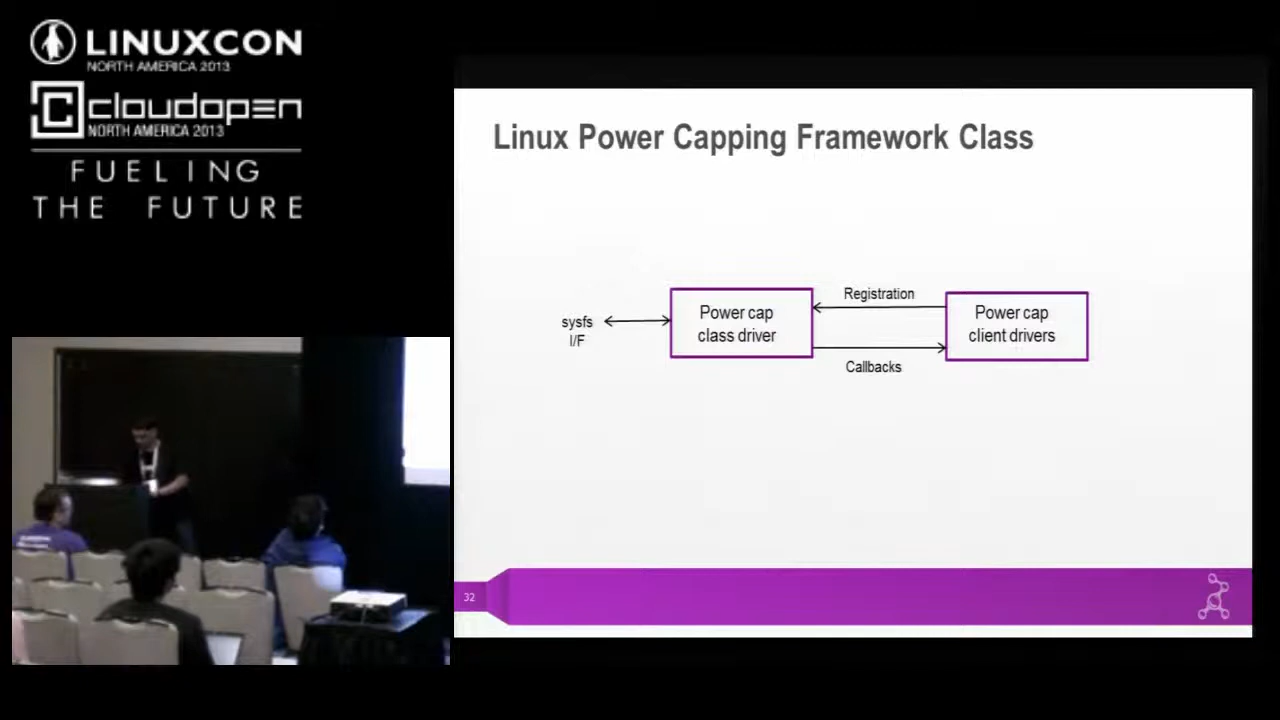 LINUXCON
NORTH AMERICA 2013
cloudopen
NORTH AMERICA 2013
FUELING
THE FUTURE
Linux Power Capping Framework Class
sysfs
I/F
Power cap
class driver
Registration
Callbacks
Power cap
client drivers
32